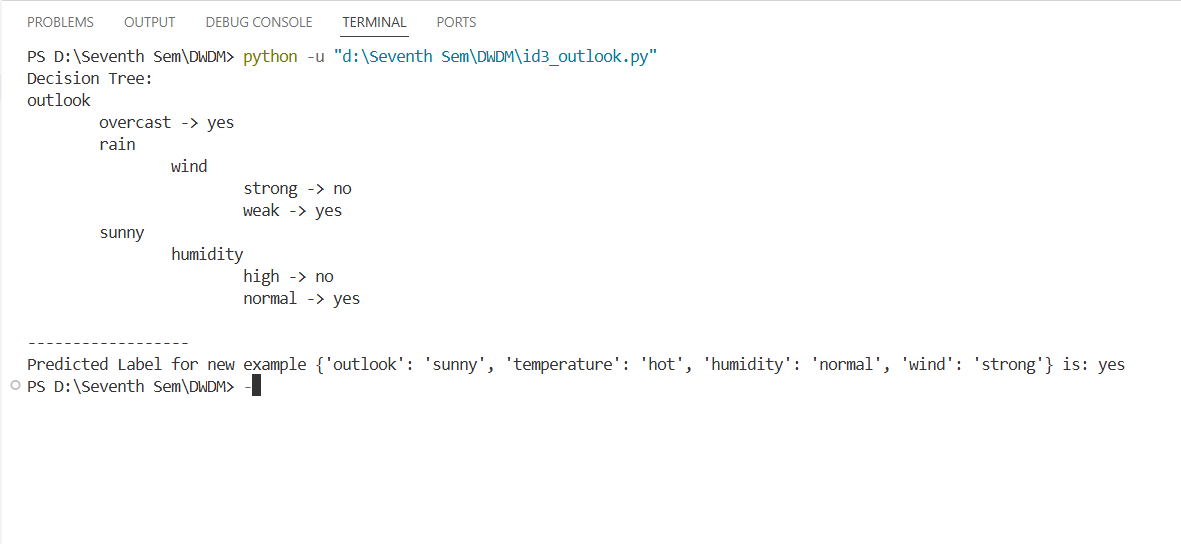 PROBLEMS OUTPUT DEBUG CONSOLE TERMINAL PORTS
PS D:\Seventh Sem\DWDM> python -u "d:\Seventh Sem\DWDM\id3_outlook.py"
Decision Tree:
outlook
        overcast -> yes
        rain
                wind
                        strong -> no
                        weak -> yes
        sunny
                humidity
                        high -> no
                        normal -> yes

------------------
Predicted Label for new example {'outlook': 'sunny', 'temperature': 'hot', 'humidity': 'normal', 'wind': 'strong'} is: yes
PS D:\Seventh Sem\DWDM> -